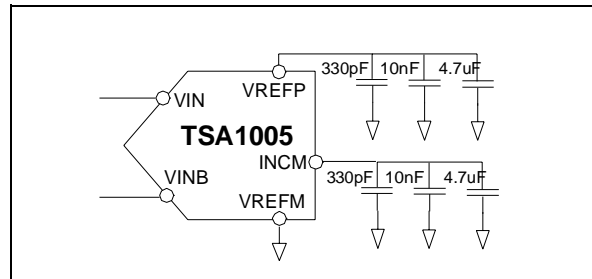 330pF 10nF 4.7uF
VREFP
VIN
TSA1005
INCM
330pF 10nF 4.7uF
VINB
VREFM